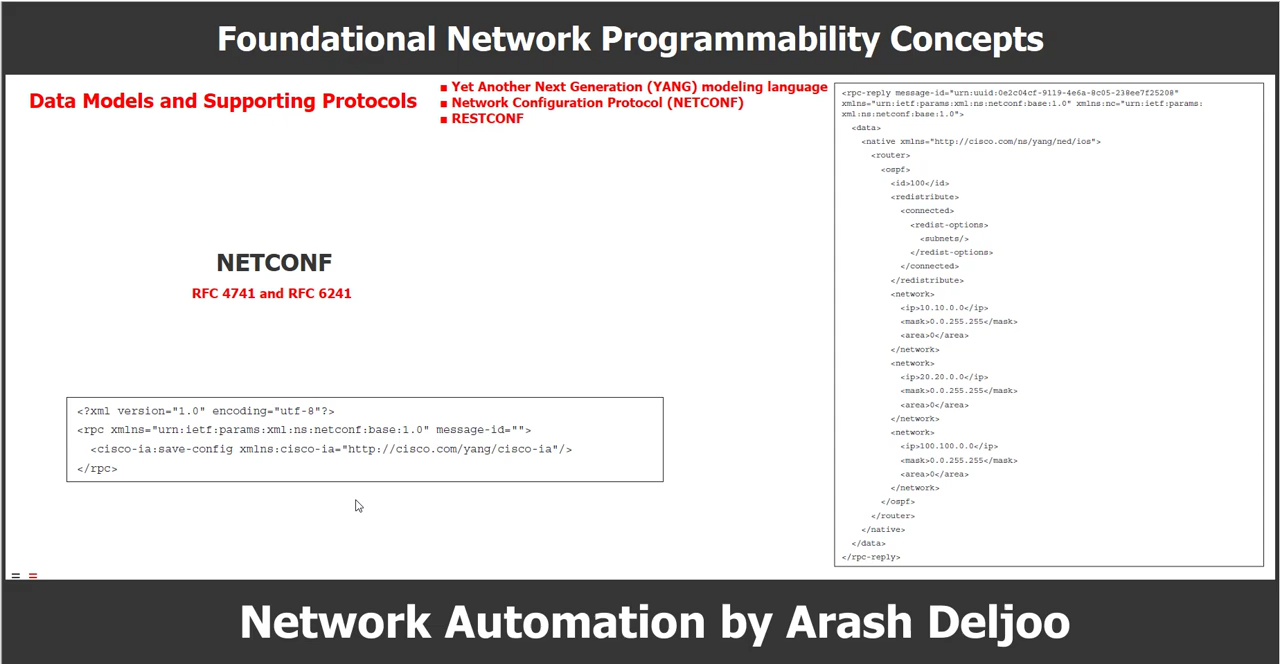 Foundational Network Programmability Concepts
Data Models and Supporting Protocols
■ Yet Another Next Generation (YANG) modeling language
■ Network Configuration Protocol (NETCONF)
■ RESTCONF
NETCONF
RFC 4741 and RFC 6241
<?xml version="1.0" encoding="utf-8"?>
<rpc xmlns="urn:ietf:params:xml:ns:netconf:base:1.0" message-id="">
<cisco-ia:save-config xmlns:cisco-ia="http://cisco.com/yang/cisco-ia"/>
</rpc>
<rpc-reply message-id="urn:uuid:0e2c04cf-9119-4e6a-8c05-238ee7f25208"
xmlns="urn:ietf:params:xml:ns:netconf:base:1.0" xmlns:nc="urn:ietf:params:
xml:ns:netconf:base:1.0">
<data>
<native xmlns="http://cisco.com/ns/yang/ned/ios">
<router>
<ospf>
<id>100</id>
<redistribute>
<connected>
<redist-options>
<subnets/>
</redist-options>
</connected>
</redistribute>
<network>
<ip>10.10.0.0</ip>
<mask>0.0.255.255</mask>
<area>0</area>
</network>
<network>
<ip>20.20.0.0</ip>
<mask>0.0.255.255</mask>
<area>0</area>
</network>
<network>
<ip>100.100.0.0</ip>
<mask>0.0.255.255</mask>
<area>0</area>
</network>
</ospf>
</router>
</native>
</data>
</rpc-reply>
Network Automation by Arash Deljoo